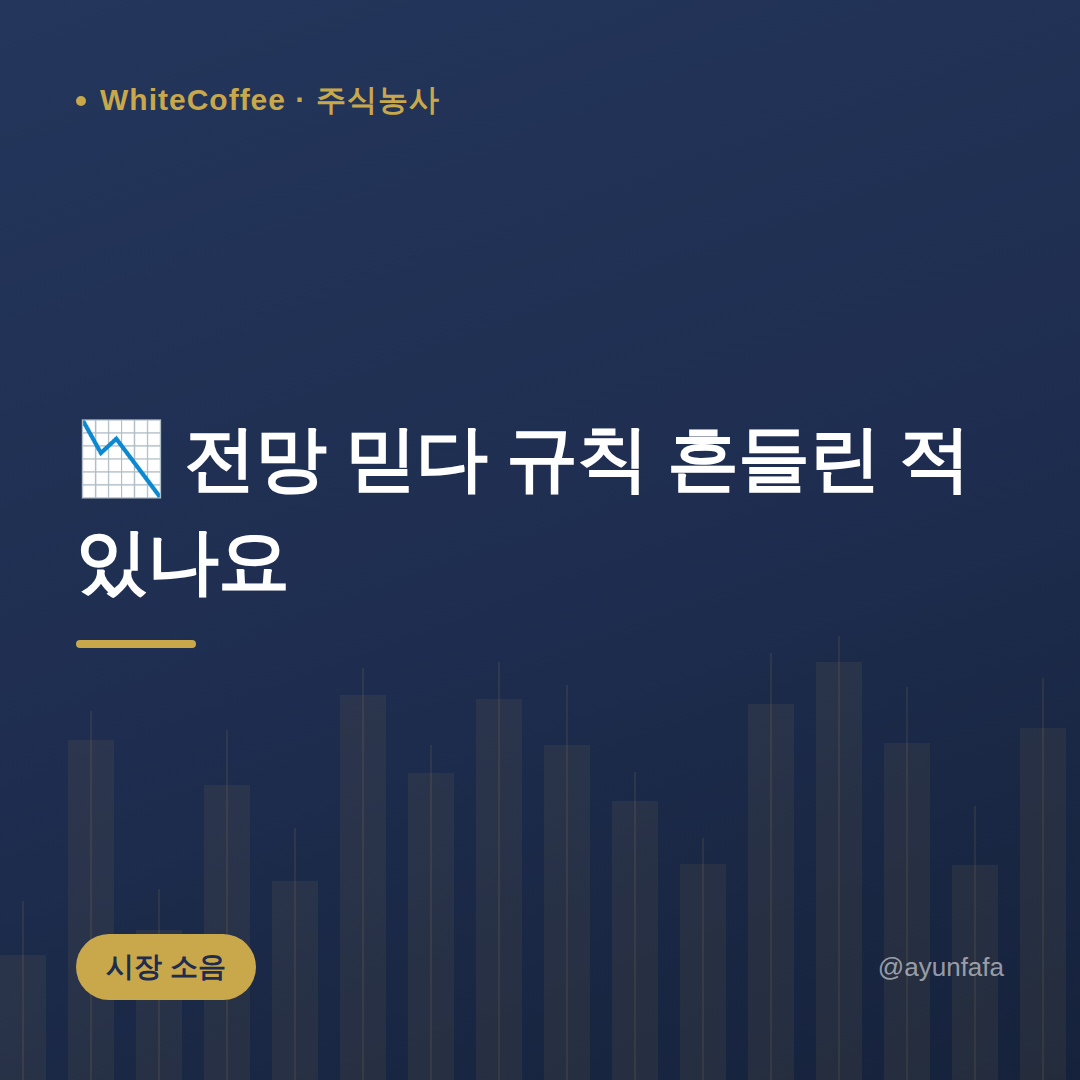 WhiteCoffee · 주식농사
📉 전망 믿다 규칙 흔들린 적
있나요
시장 소음
@ayunfafa